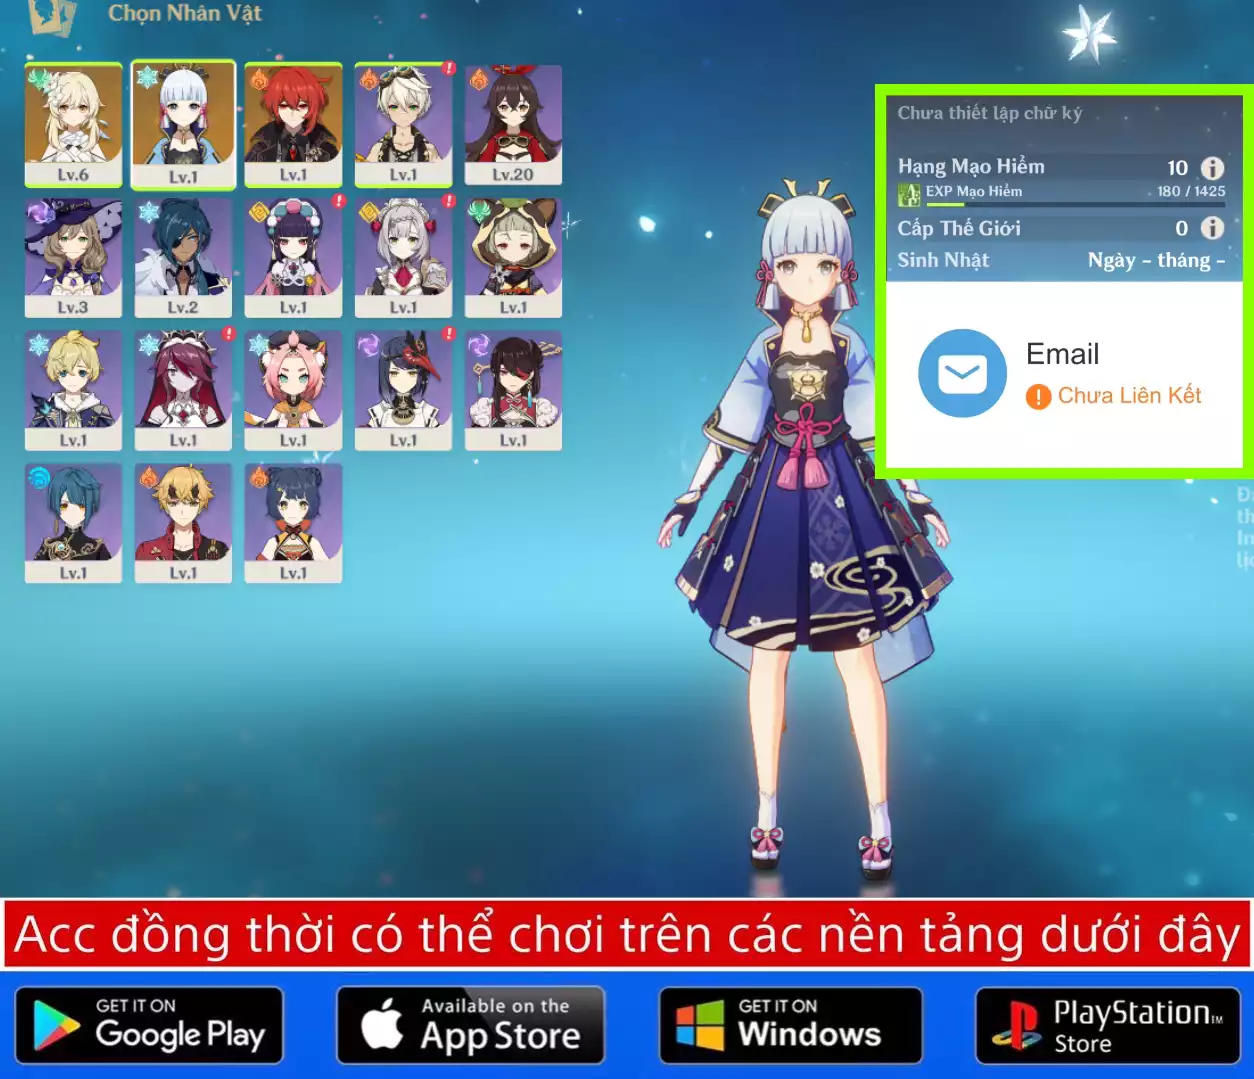 Chọn Nhân Vật
Lv.6
Lv.1
Lv.1
Lv.1
Lv.20
Lv.3
Lv.2
Lv.1
Lv.1
Lv.1
Lv.1
Lv.1
Lv.1
Lv.1
Lv.1
Lv.1
Lv.1
Lv.1
Chưa thiết lập chữ ký
Hạng Mạo Hiểm 10
EXP Mạo Hiểm 180 / 1425
Cấp Thế Giới 0
Sinh Nhật Ngày - tháng -
Email
Chưa Liên Kết
Acc đồng thời có thể chơi trên các nền tảng dưới đây
GET IT ON
Google Play
Available on the
App Store
GET IT ON
Windows
PlayStation™
Store